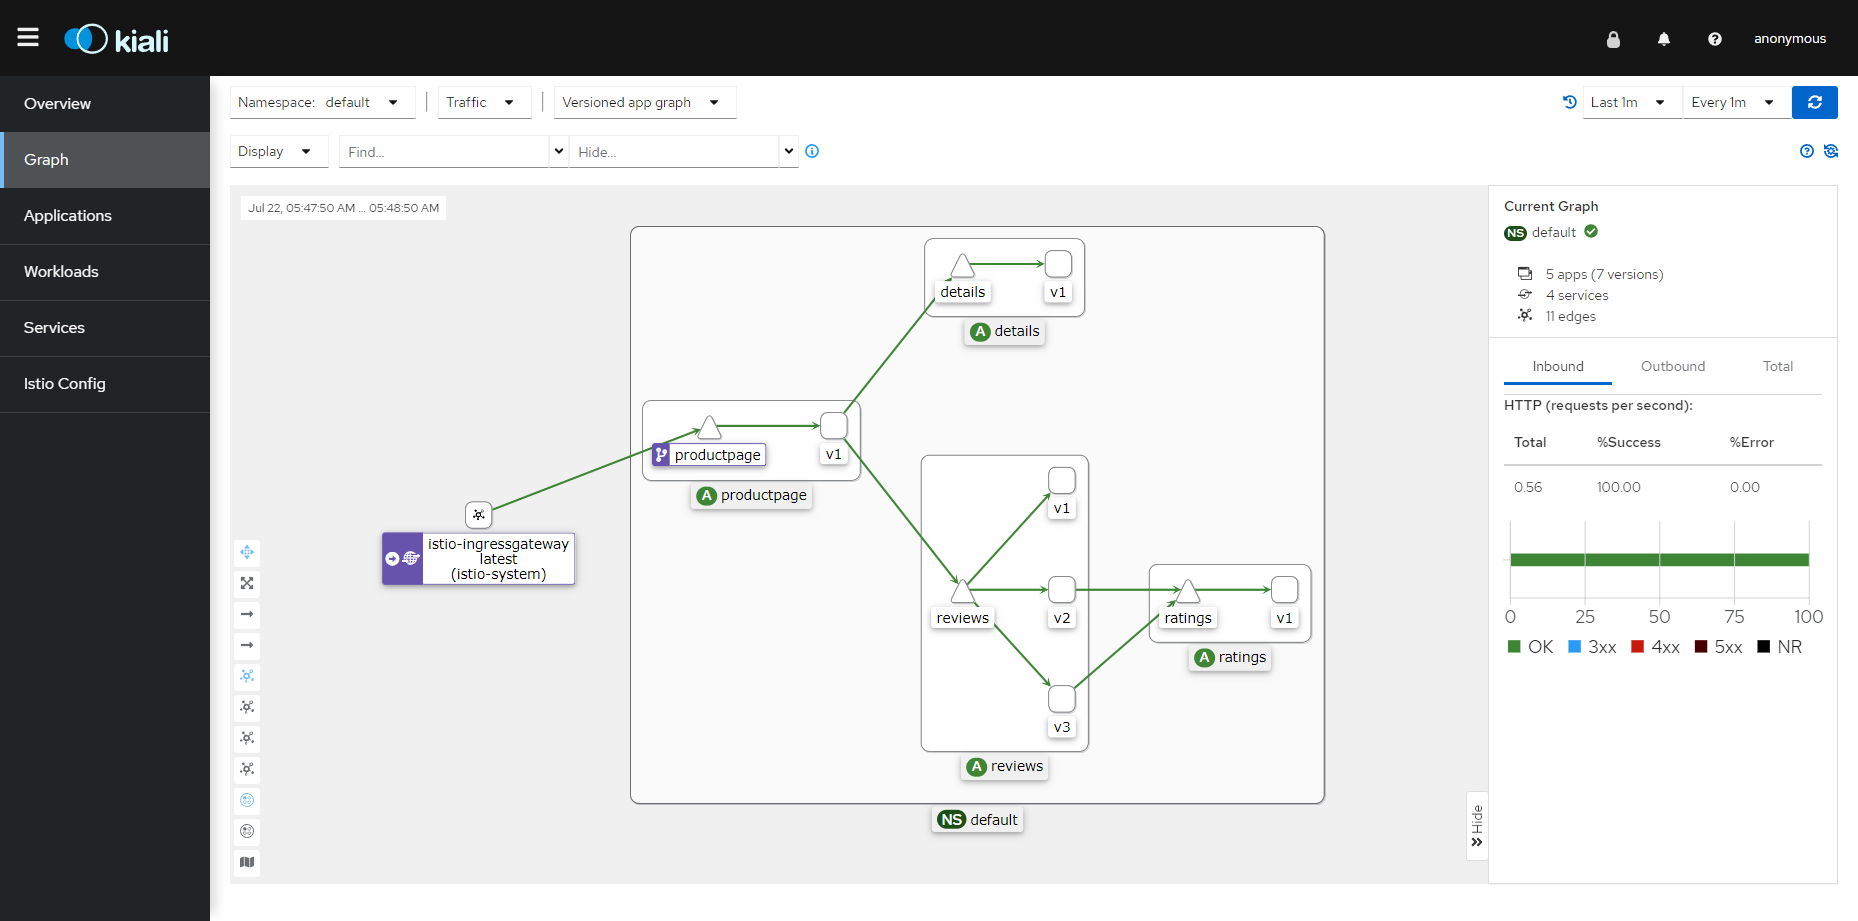 kiali
anonymous
Overview
Graph
Applications
Workloads
Services
Istio Config
Namespace: default
Traffic
Versioned app graph
Last 1m
Every 1m
Display
Find...
Hide...
Jul 22, 05:47:50 AM ... 05:48:50 AM
details
v1
A details
productpage
v1
A productpage
istio-ingressgateway
latest
(istio-system)
v1
reviews
v2
v3
A reviews
ratings
v1
A ratings
NS default
Hide
Current Graph
NS default
5 apps (7 versions)
4 services
11 edges
Inbound Outbound Total
HTTP (requests per second):
Total %Success %Error
0.56 100.00 0.00
0 25 50 75 100
OK 3xx 4xx 5xx NR